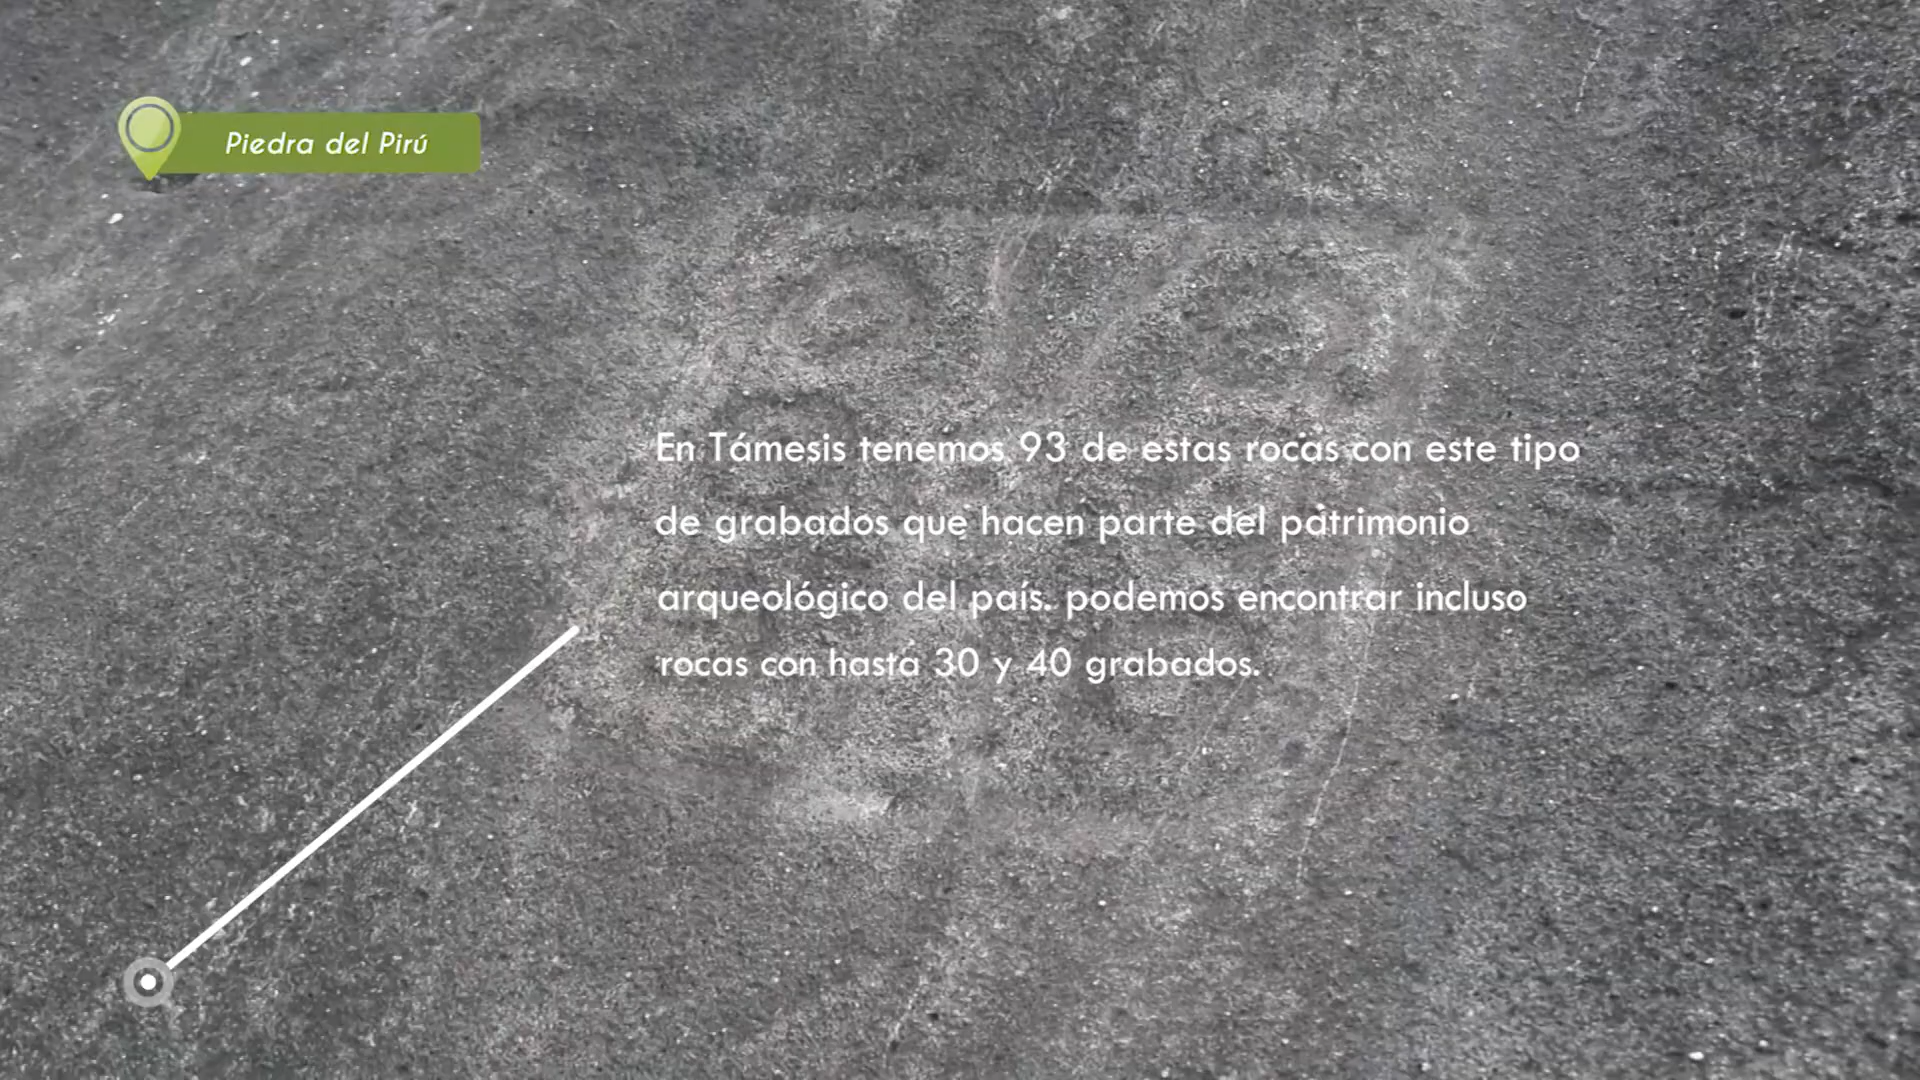 Piedra del Pirú
En Támesis tenemos 93 de estas rocas con este tipo
de grabados que hacen parte del patrimonio
arqueológico del país. podemos encontrar incluso
rocas con hasta 30 y 40 grabados.